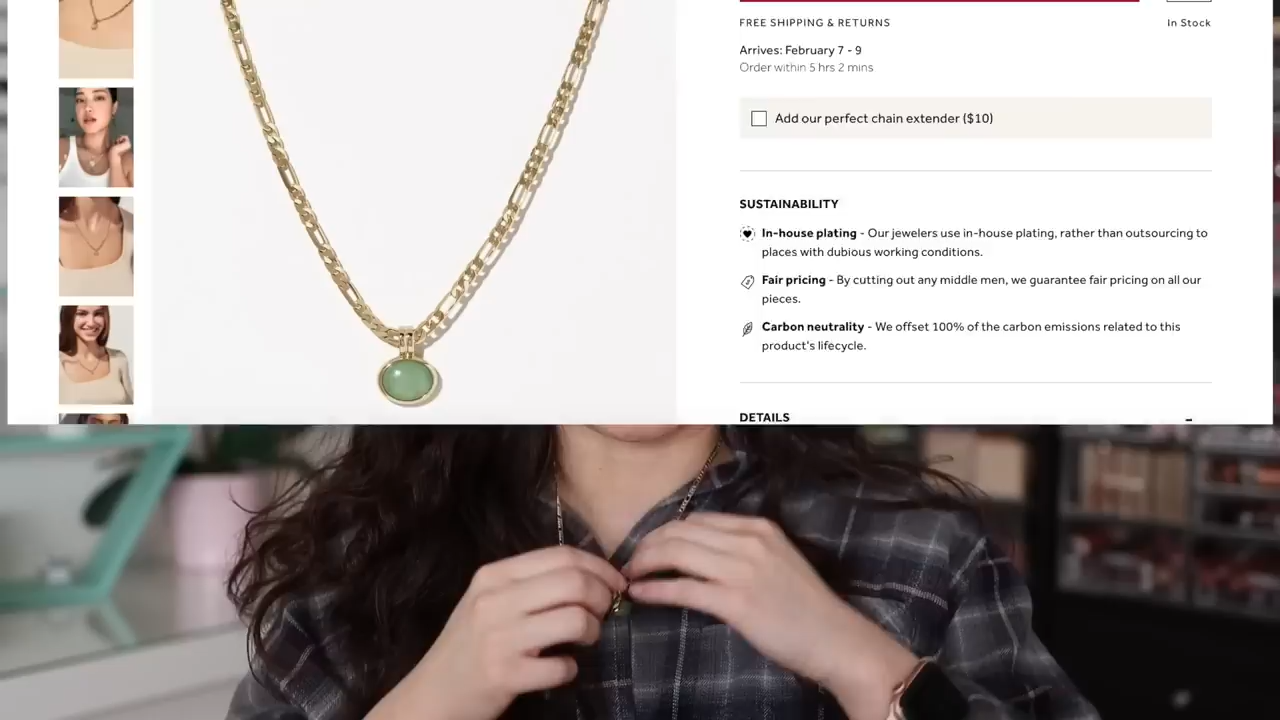 FREE SHIPPING & RETURNS
In Stock
Arrives: February 7 - 9
Order within 5 hrs 2 mins
Add our perfect chain extender ($10)
SUSTAINABILITY
In-house plating - Our jewelers use in-house plating, rather than outsourcing to
places with dubious working conditions.
Fair pricing - By cutting out any middle men, we guarantee fair pricing on all our
pieces.
Carbon neutrality - We offset 100% of the carbon emissions related to this
product's lifecycle.
DETAILS
-